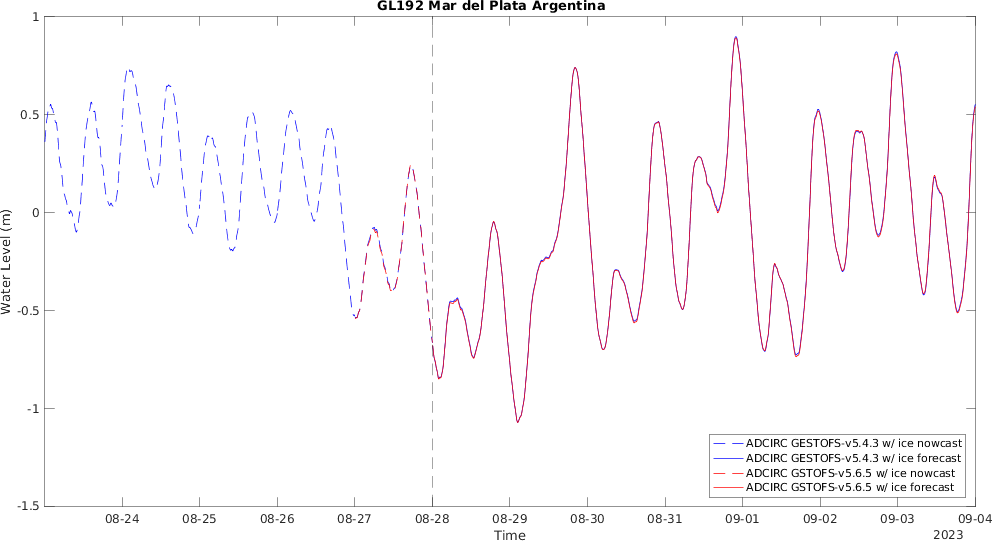 GL192 Mar del Plata Argentina
1
0.5
0
-0.5
-1
-1.5
Water Level (m)
08-24 08-25 08-26 08-27 08-28 08-29 08-30 08-31 09-01 09-02 09-03 09-04
Time
2023
ADCIRC GESTOFS-v5.4.3 w/ ice nowcast
ADCIRC GESTOFS-v5.4.3 w/ ice forecast
ADCIRC GSTOFS-v5.6.5 w/ ice nowcast
ADCIRC GSTOFS-v5.6.5 w/ ice forecast